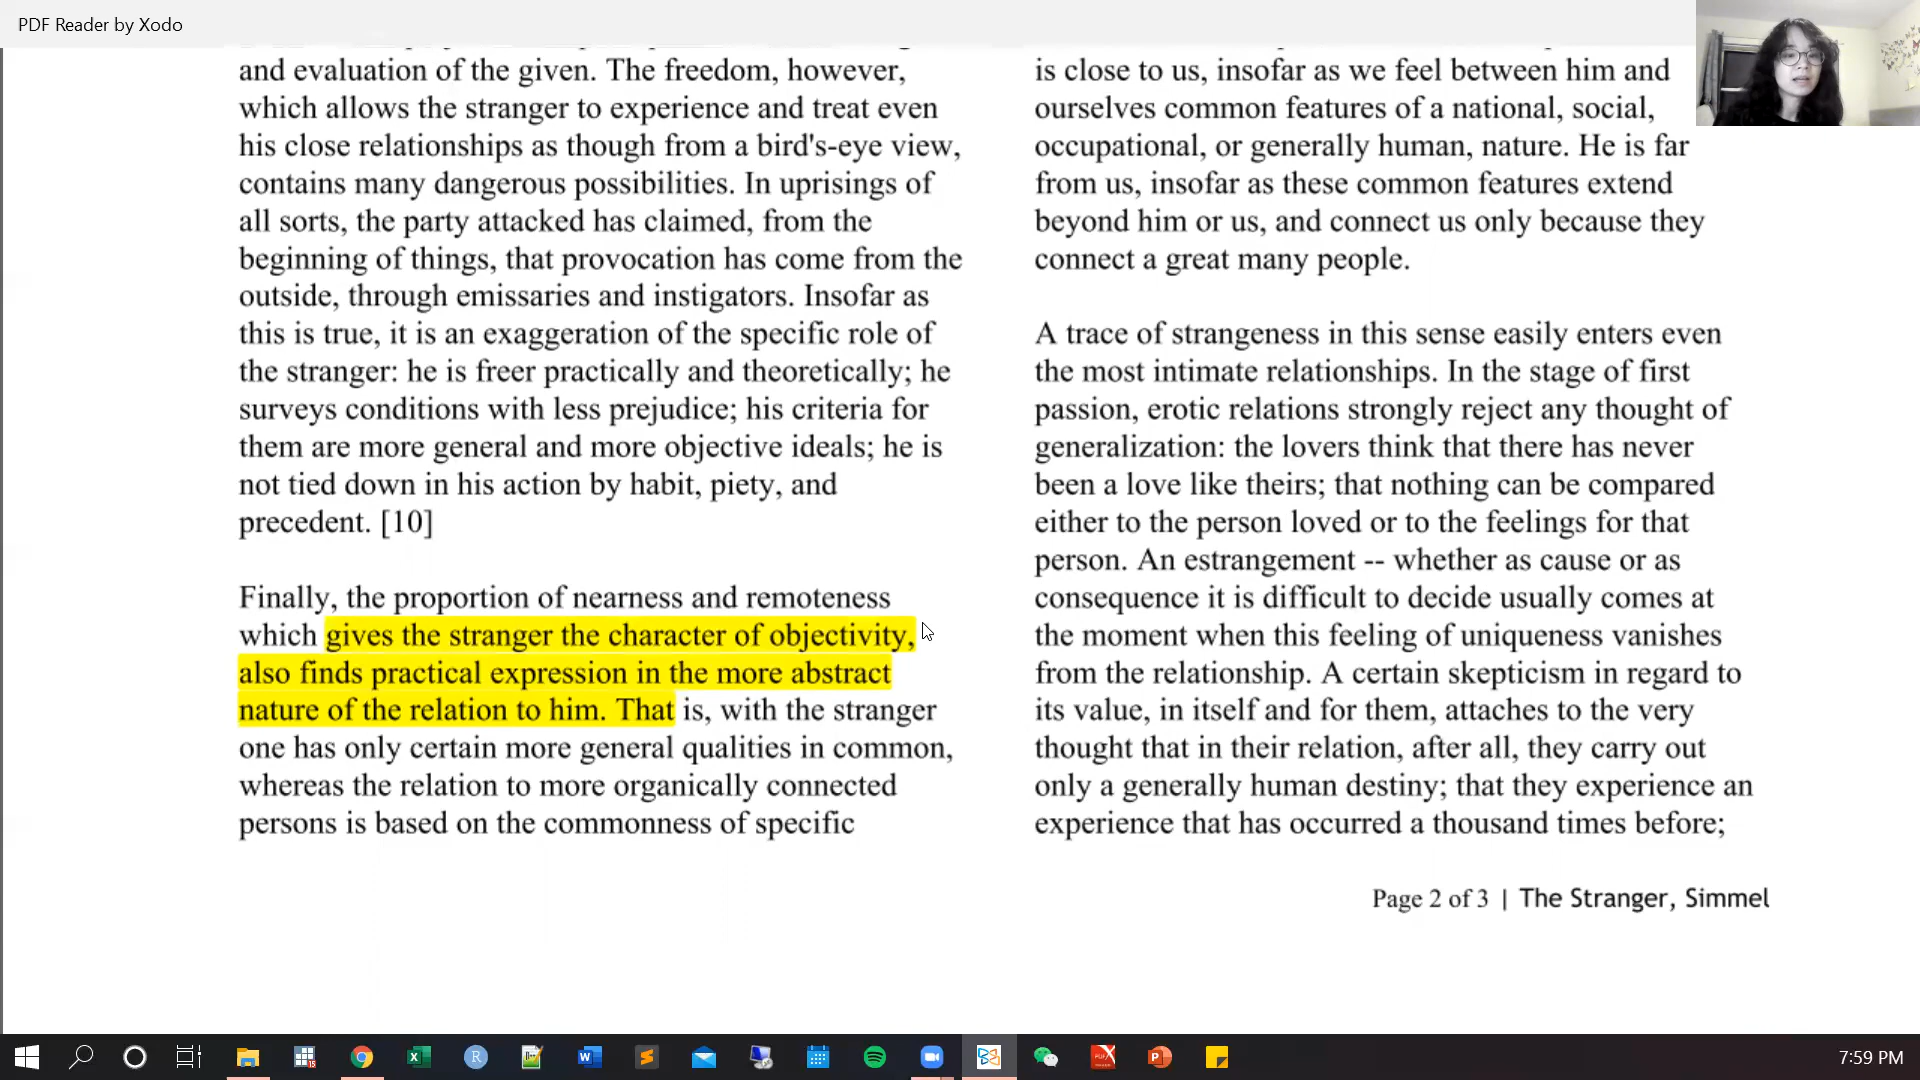 PDF Reader by Xodo
and evaluation of the given. The freedom, however,
which allows the stranger to experience and treat even
his close relationships as though from a bird's-eye view,
contains many dangerous possibilities. In uprisings of
all sorts, the party attacked has claimed, from the
beginning of things, that provocation has come from the
outside, through emissaries and instigators. Insofar as
this is true, it is an exaggeration of the specific role of
the stranger: he is freer practically and theoretically; he
surveys conditions with less prejudice; his criteria for
them are more general and more objective ideals; he is
not tied down in his action by habit, piety, and
precedent. [10]
Finally, the proportion of nearness and remoteness
which gives the stranger the character of objectivity,
also finds practical expression in the more abstract
nature of the relation to him. That is, with the stranger
one has only certain more general qualities in common,
whereas the relation to more organically connected
persons is based on the commonness of specific
is close to us, insofar as we feel between him and
ourselves common features of a national, social,
occupational, or generally human, nature. He is far
from us, insofar as these common features extend
beyond him or us, and connect us only because they
connect a great many people.
A trace of strangeness in this sense easily enters even
the most intimate relationships. In the stage of first
passion, erotic relations strongly reject any thought of
generalization: the lovers think that there has never
been a love like theirs; that nothing can be compared
either to the person loved or to the feelings for that
person. An estrangement -- whether as cause or as
consequence it is difficult to decide usually comes at
the moment when this feeling of uniqueness vanishes
from the relationship. A certain skepticism in regard to
its value, in itself and for them, attaches to the very
thought that in their relation, after all, they carry out
only a generally human destiny; that they experience an
experience that has occurred a thousand times before;
Page 2 of 3 | The Stranger, Simmel
7:59 PM